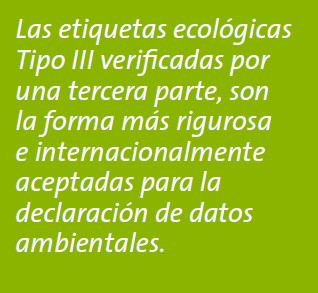 Las etiquetas ecológicas
Tipo III verificadas por
una tercera parte, son
la forma más rigurosa
e internacionalmente
aceptadas para la
declaración de datos
ambientales.